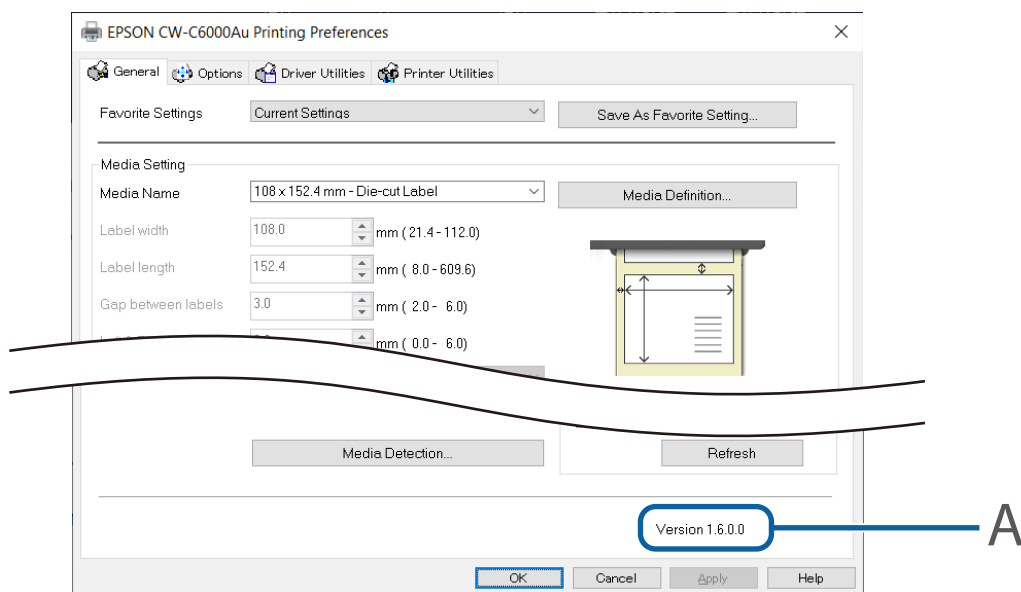 EPSON CW-C6000Au Printing Preferences
General Options Driver Utilities Printer Utilities
Favorite Settings Current Settings Save As Favorite Setting...
Media Setting
Media Name 108 x 152.4 mm - Die-cut Label Media Definition...
Label width 108.0 mm ( 21.4 - 112.0)
Label length 152.4 mm ( 8.0 - 609.6)
Gap between labels 3.0 mm ( 2.0 - 6.0)
mm ( 0.0 - 6.0)
Media Detection... Refresh
Version 1.6.0.0 A
OK Cancel Apply Help